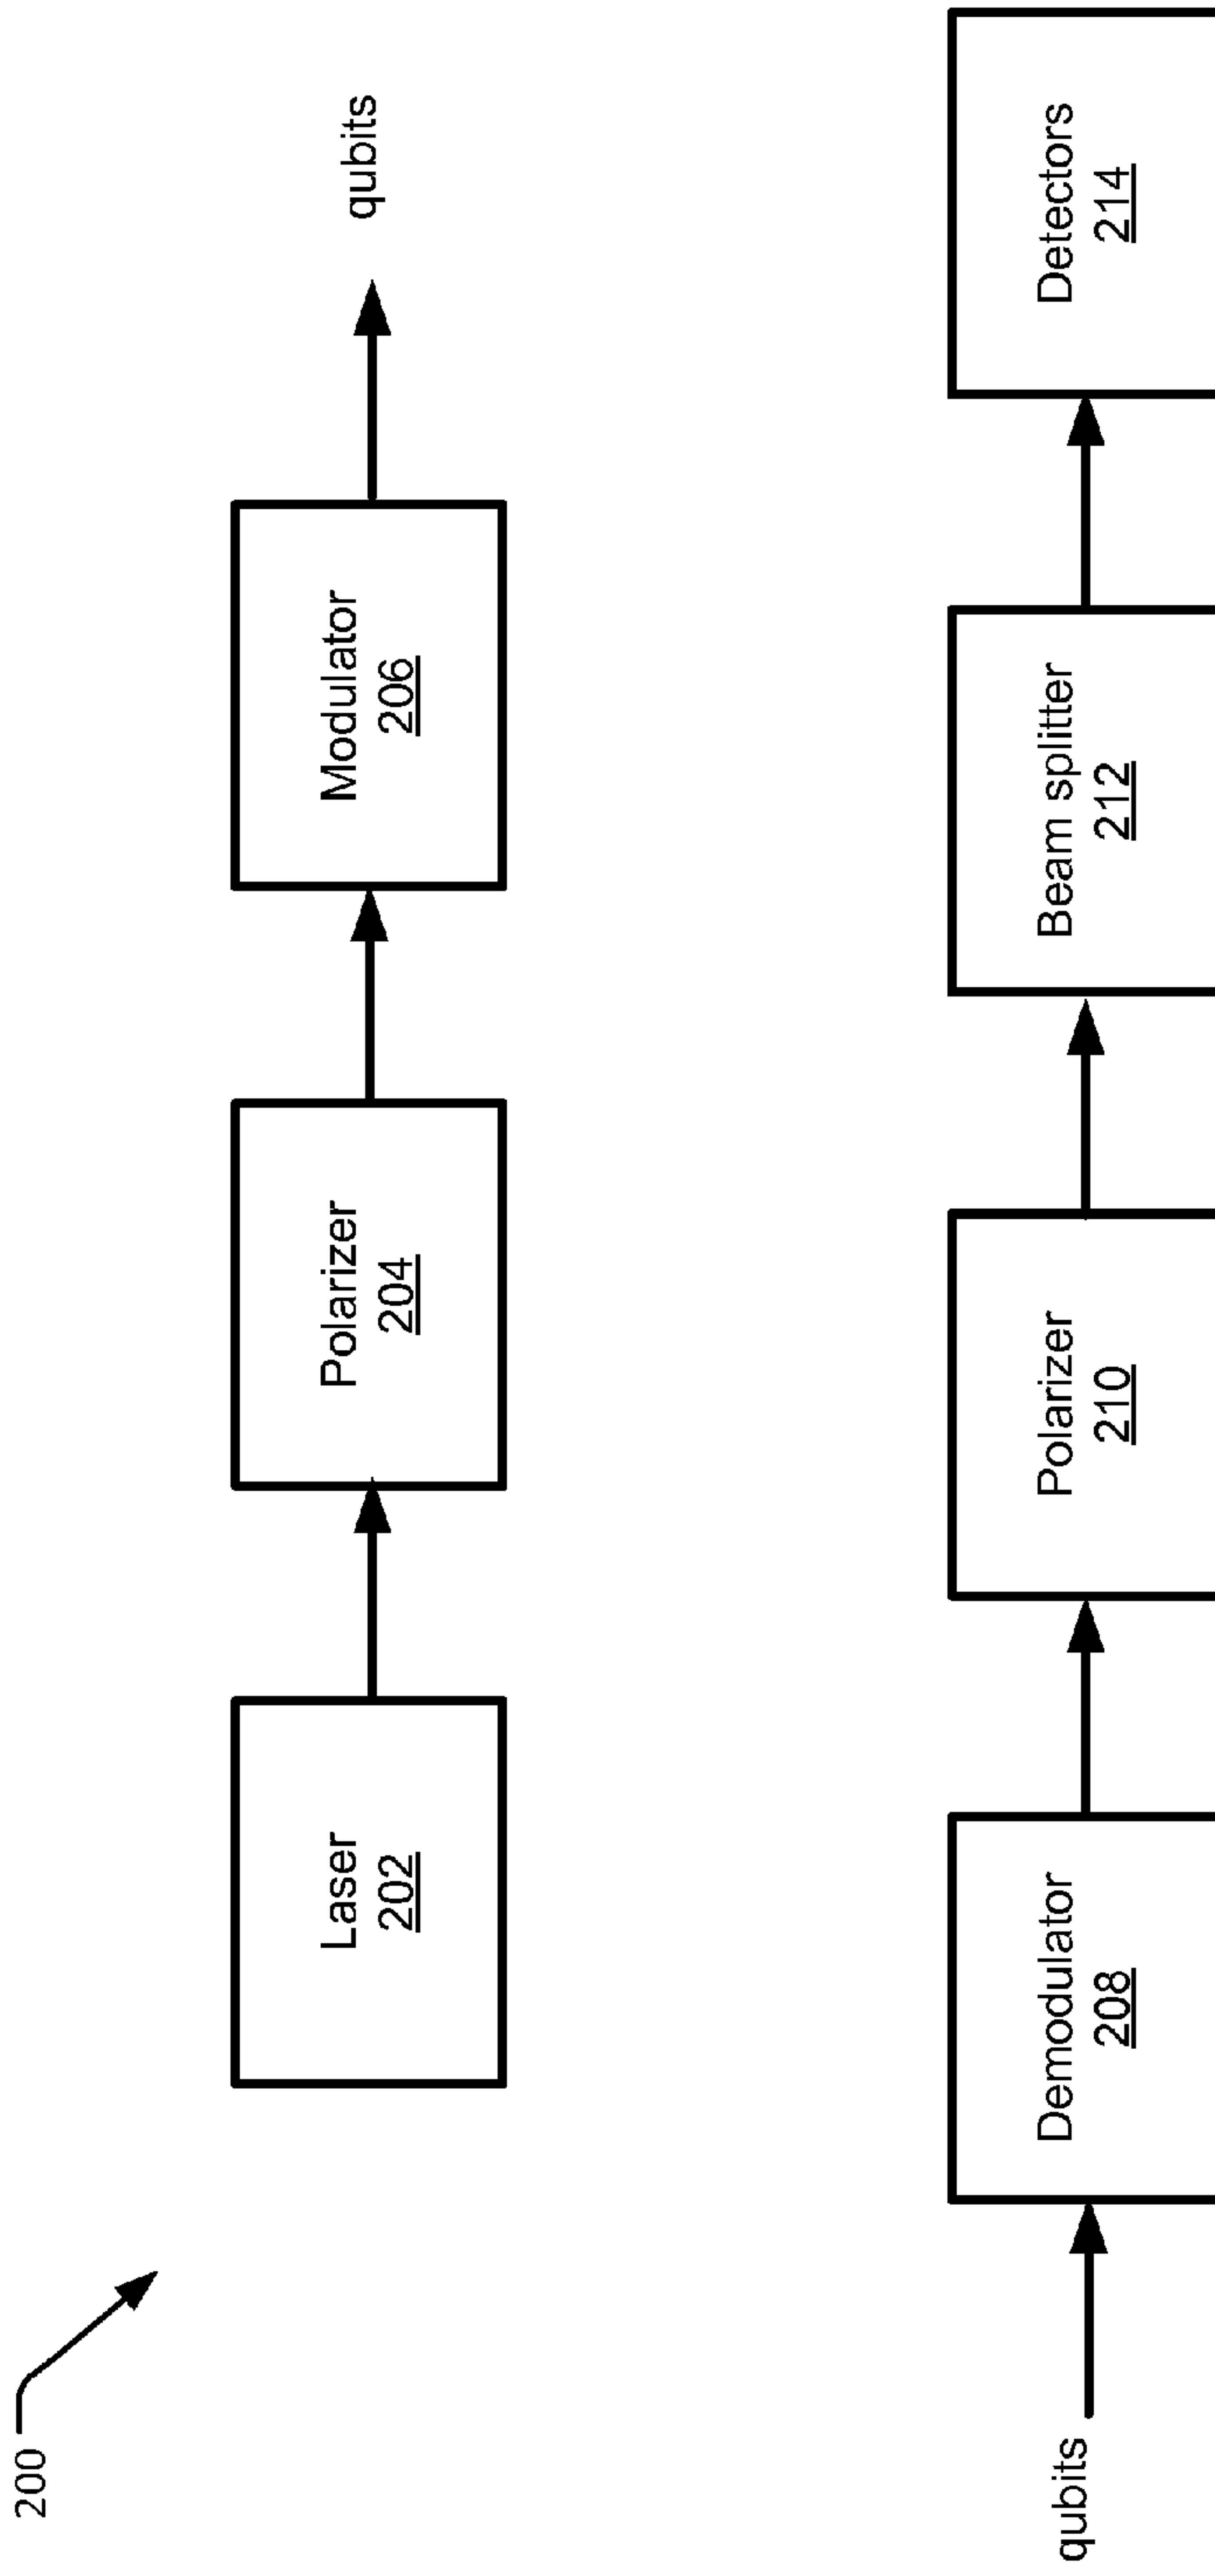 200
Laser
202
Polarizer
204
Modulator
206
qubits
qubits
Demodulator
208
Polarizer
210
Beam splitter
212
Detectors
214